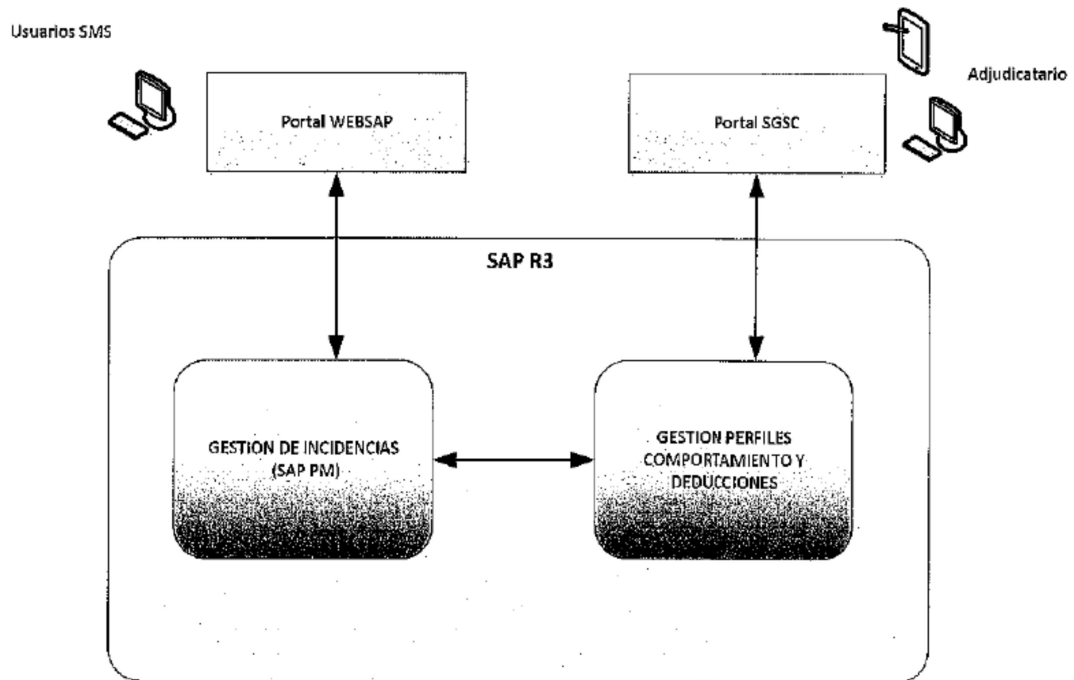 Usuarios SMS
Adjudicatario
Portal WEBSAP
Portal SGSC
SAP R3
GESTION DE INCIDENCIAS
(SAP PM)
GESTION PERFILES
COMPORTAMIENTO Y
DEDUCCIONES